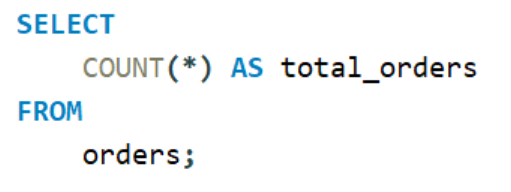 SELECT
    COUNT(*) AS total_orders
FROM
    orders;